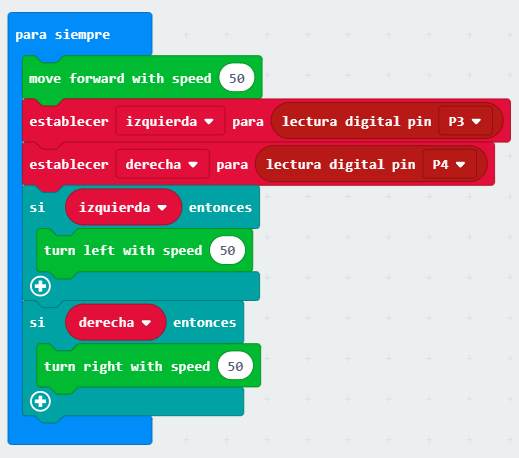 para siempre
move forward with speed 50
establecer izquierda para lectura digital pin P3
establecer derecha para lectura digital pin P4
si izquierda entonces
turn left with speed 50
si derecha entonces
turn right with speed 50